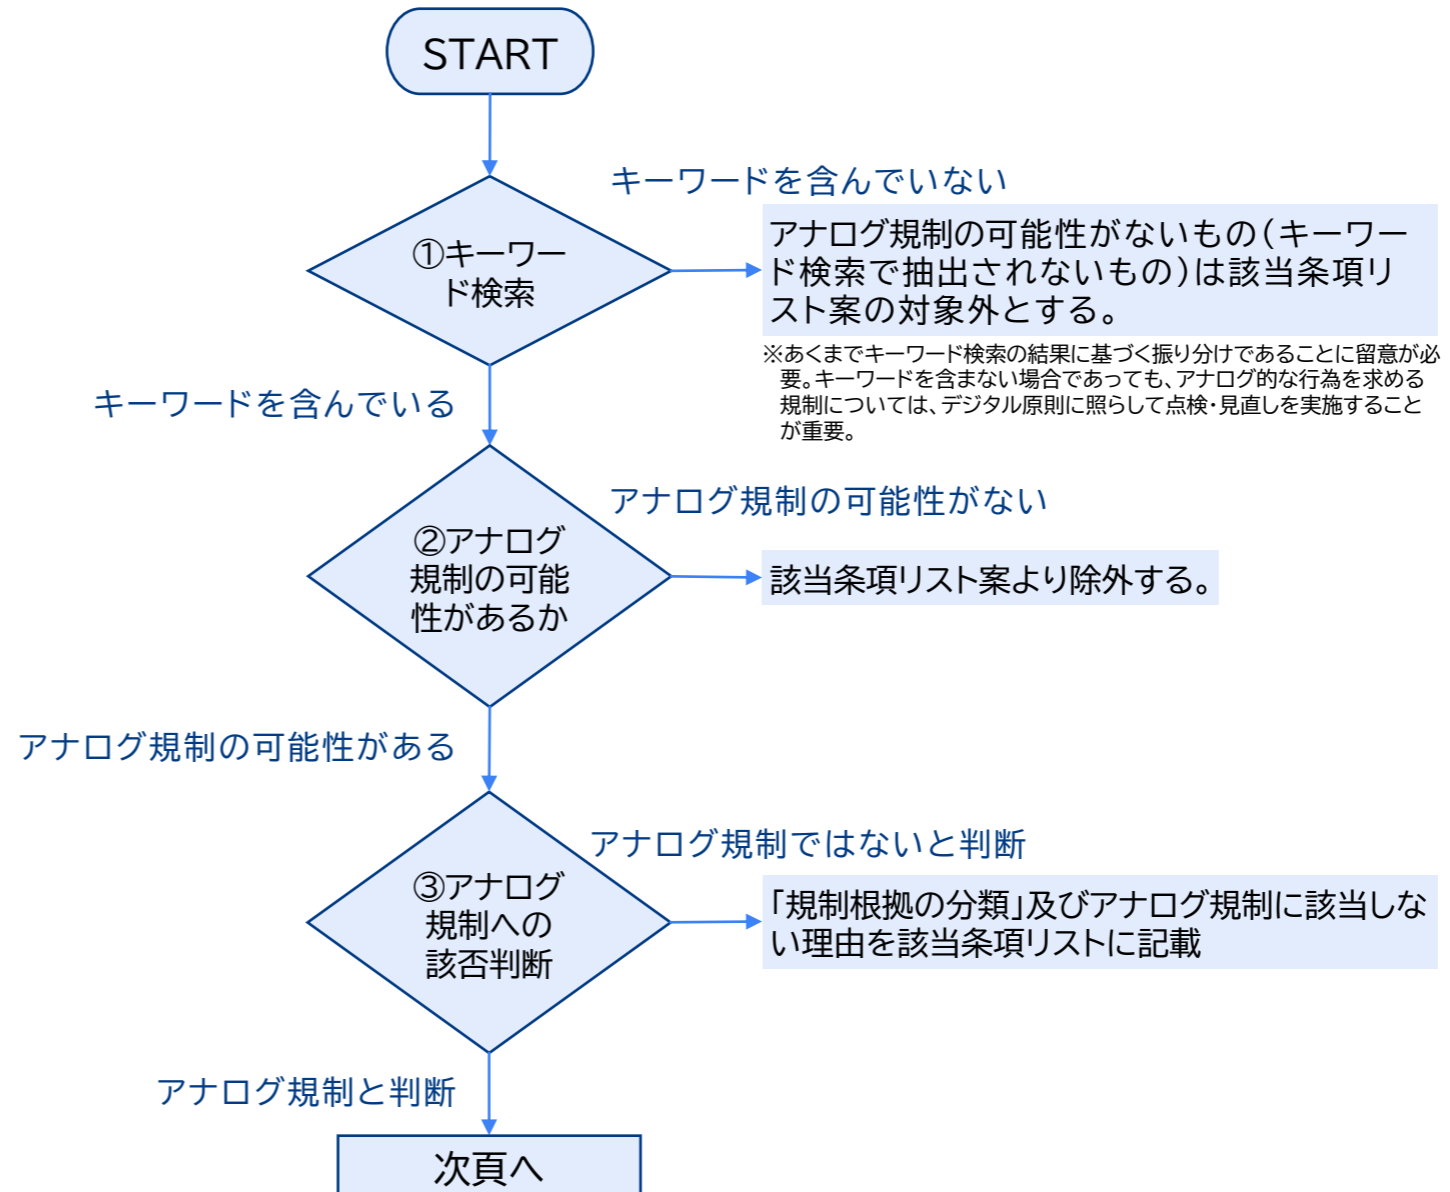 START
キーワードを含んでいない
①キーワー
ド検索
アナログ規制の可能性がないもの（キーワー
ド検索で抽出されないもの）は該当条項リ
スト案の対象外とする。
※あくまでキーワード検索の結果に基づく振り分けであることに留意が必
要。キーワードを含まない場合であっても、アナログ的な行為を求める
規制については、デジタル原則に照らして点検・見直しを実施すること
が重要。
キーワードを含んでいる
アナログ規制の可能性がない
②アナログ
規制の可能
性があるか
該当条項リスト案より除外する。
アナログ規制の可能性がある
アナログ規制ではないと判断
③アナログ
規制への
該否判断
「規制根拠の分類」及びアナログ規制に該当しな
い理由を該当条項リストに記載
アナログ規制と判断
次頁へ